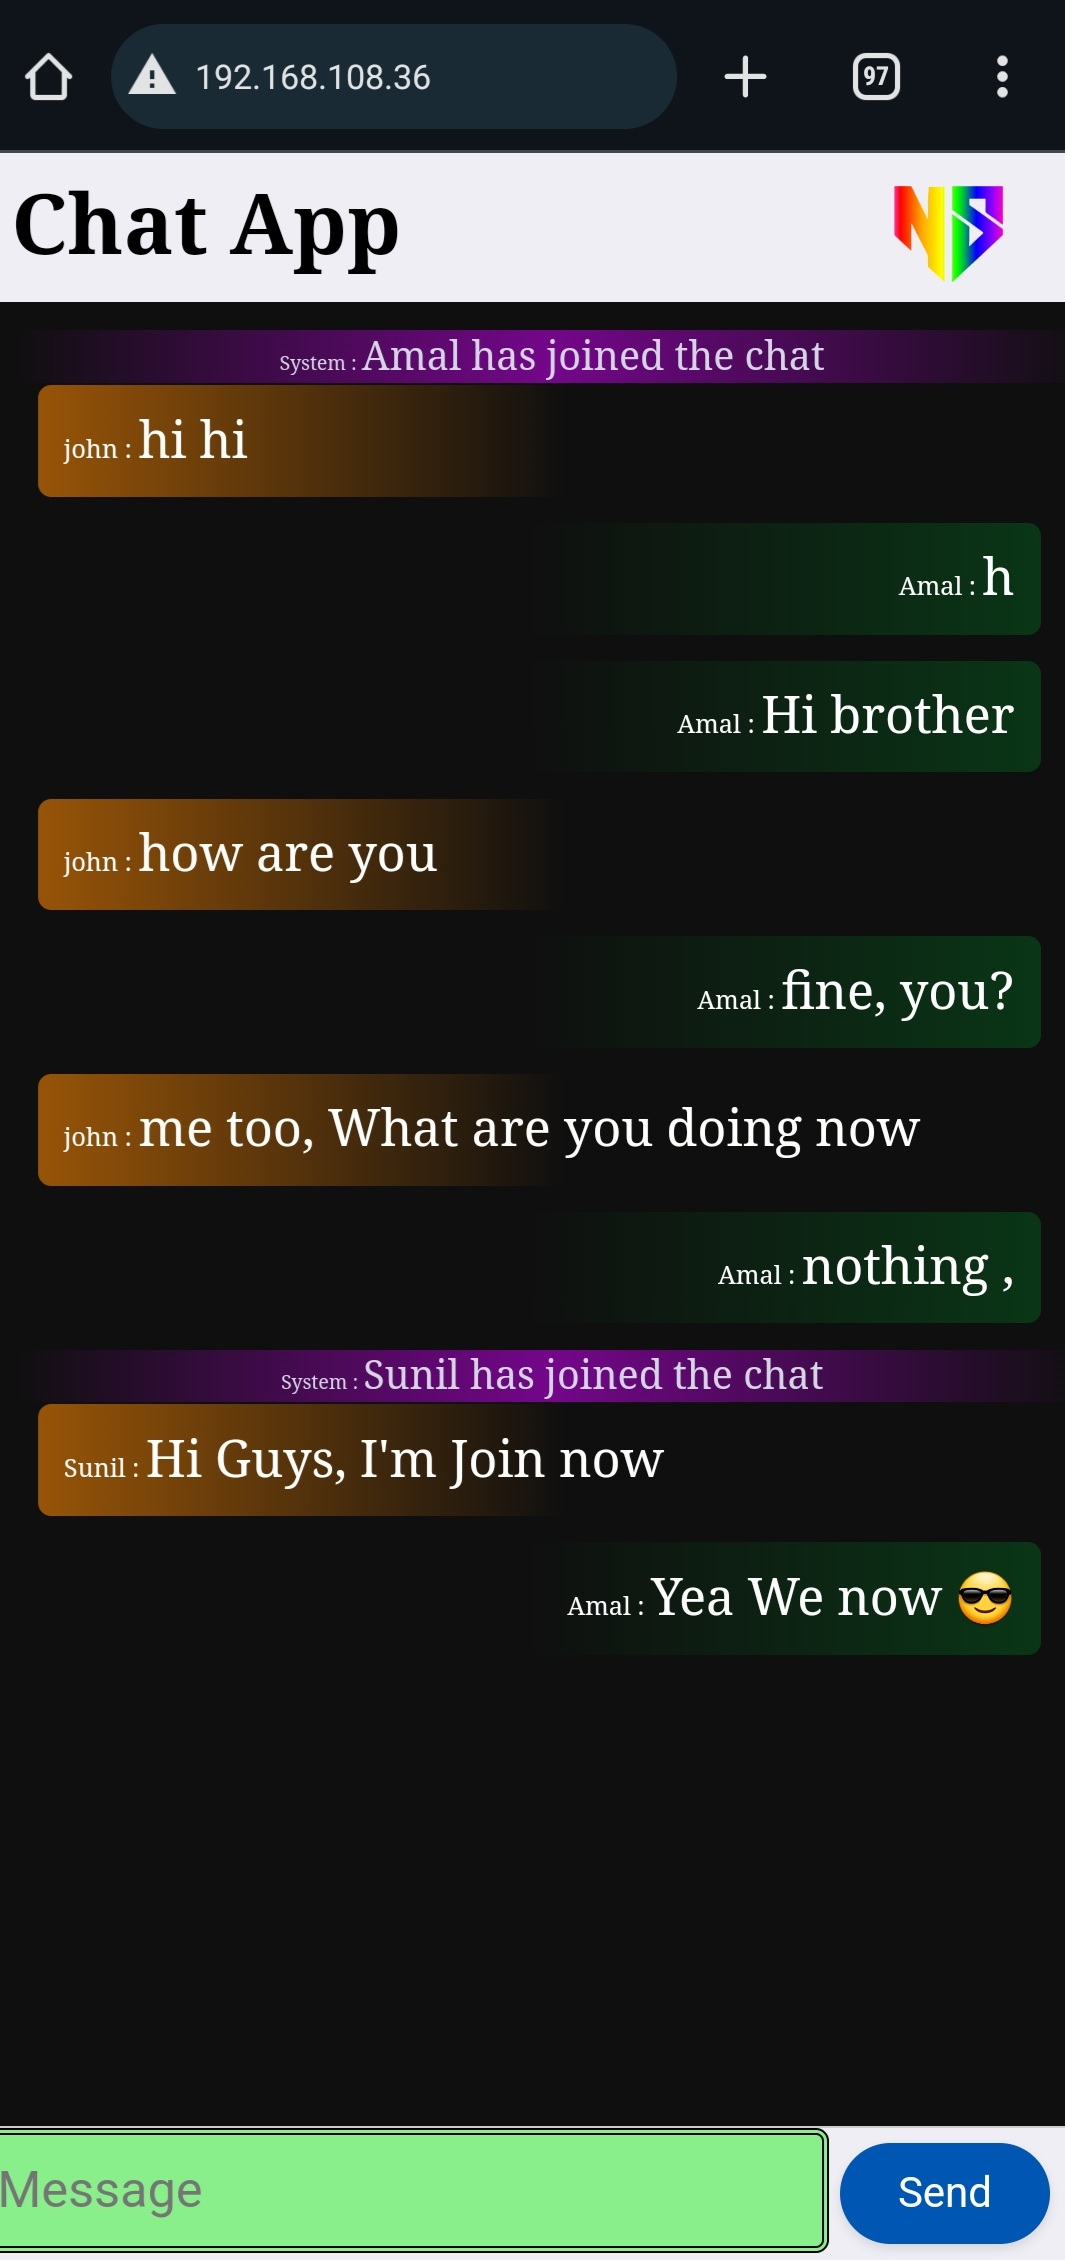 192.168.108.36
97
Chat App
NS
System : Amal has joined the chat
john : hi hi
Amal : h
Amal : Hi brother
john : how are you
Amal : fine, you?
john : me too, What are you doing now
Amal : nothing ,
System : Sunil has joined the chat
Sunil : Hi Guys, I'm Join now
Amal : Yea We now 😎
Message
Send